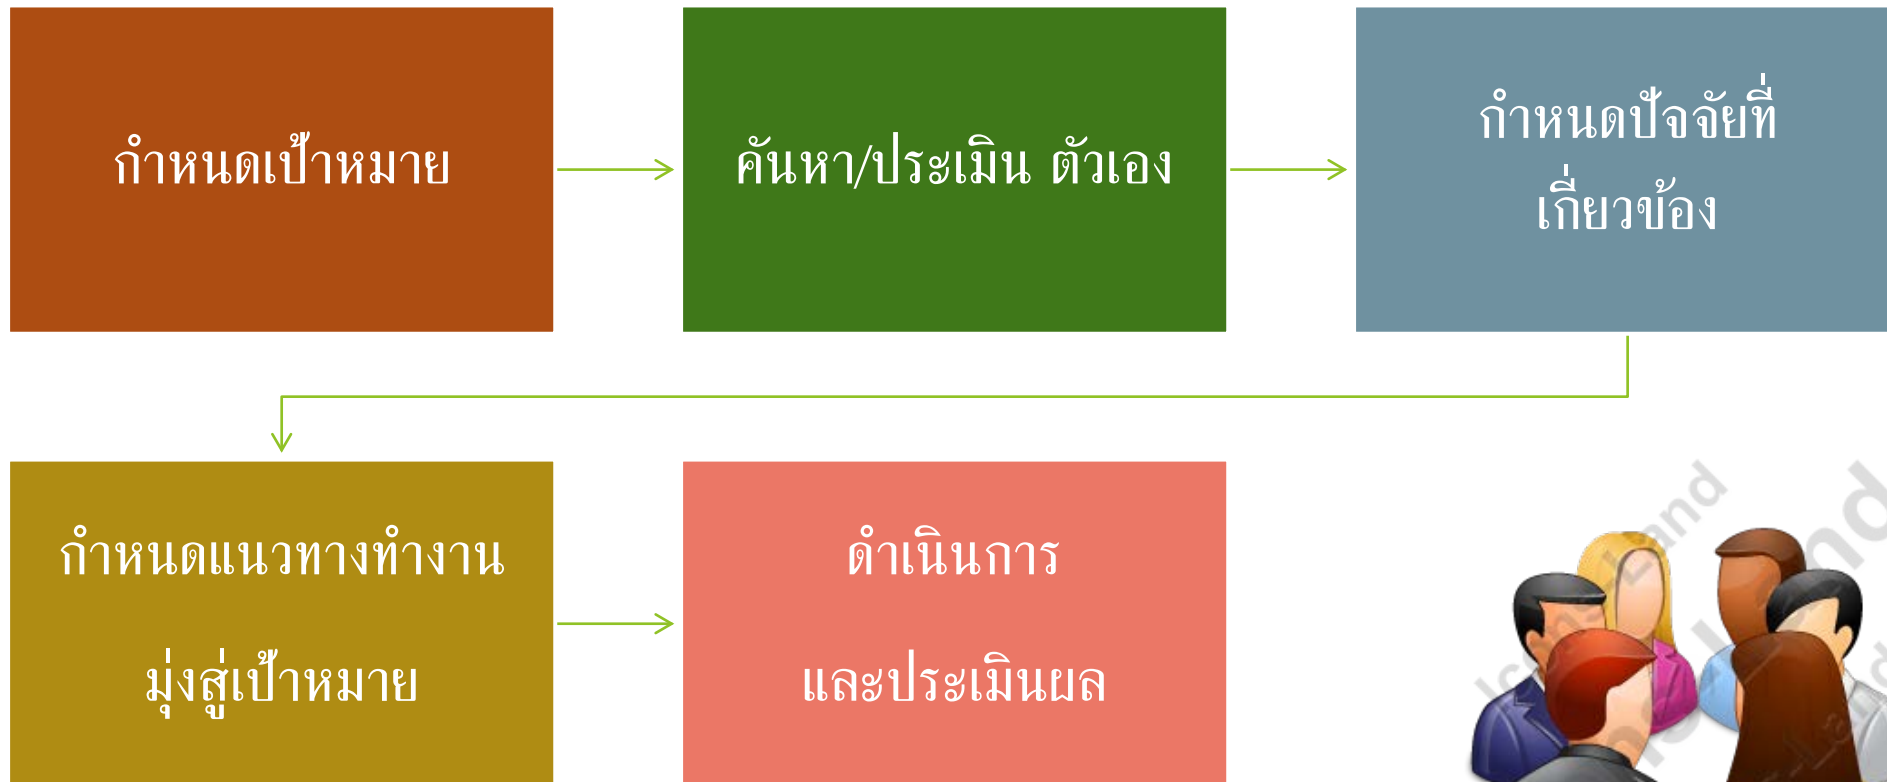 กำหนดเป้าหมาย
ค้นหา/ประเมิน ตัวเอง
กำหนดปัจจัยที่
เกี่ยวข้อง
กำหนดแนวทางทำงาน
มุ่งสู่เป้าหมาย
ดำเนินการ
และประเมินผล
Icons-Land